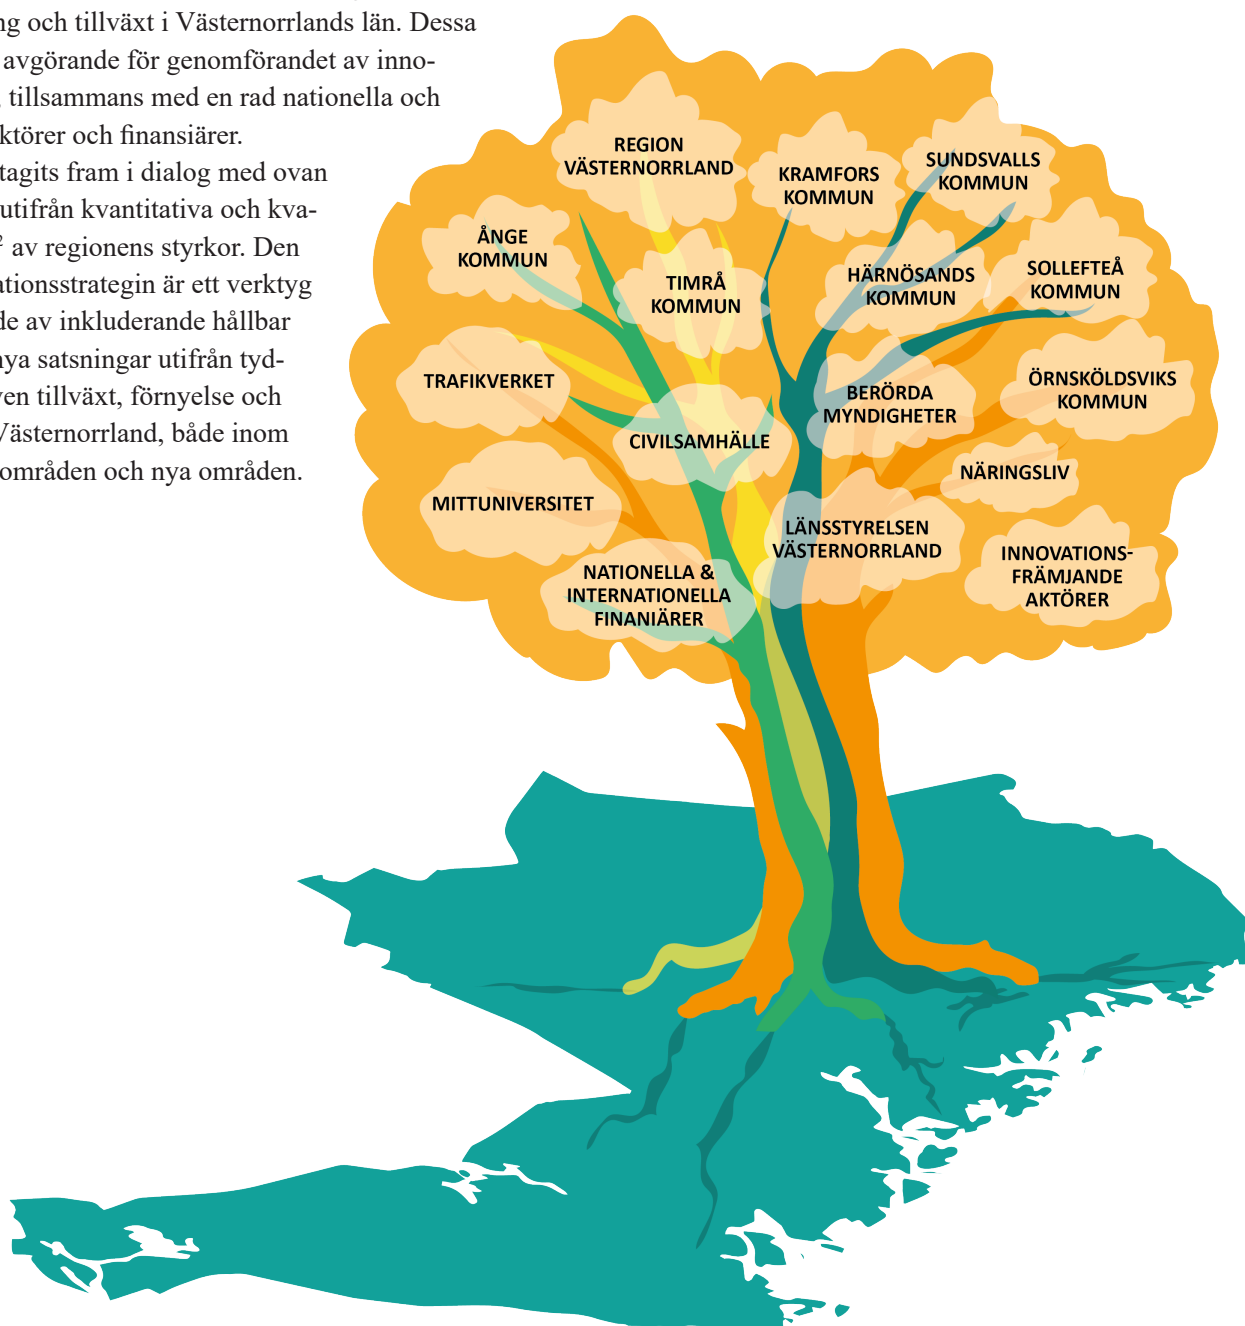 ng och tillväxt i Västernorrlands län. Dessa
avgörande för genomförandet av inno-
tillsammans med en rad nationella och
ktörer och finansiärer.
tagits fram i dialog med ovan
utifrån kvantitativa och kva-
2 av regionens styrkor. Den
ationsstrategin är ett verktyg
de av inkluderande hållbar
nya satsningar utifrån tyd-
ven tillväxt, förnyelse och
Västernorrland, både inom
områden och nya områden.
REGION
VÄSTERNORRLAND
KRAMFORS
KOMMUN
SUNDSVALLS
KOMMUN
ÅNGE
KOMMUN
TIMRÅ
KOMMUN
HÄRNÖSANDS
KOMMUN
SOLLEFTEÅ
KOMMUN
TRAFIKVERKET
CIVILSAMHÄLLE
BERÖRDA
MYNDIGHETER
ÖRNSKÖLDSVIKS
KOMMUN
MITTUNIVERSITET
NÄRINGSLIV
LÄNSSTYRELSEN
VÄSTERNORRLAND
NATIONELLA &
INTERNATIONELLA
FINANIÄRER
INNOVATIONS-
FRÄMJANDE
AKTÖRER